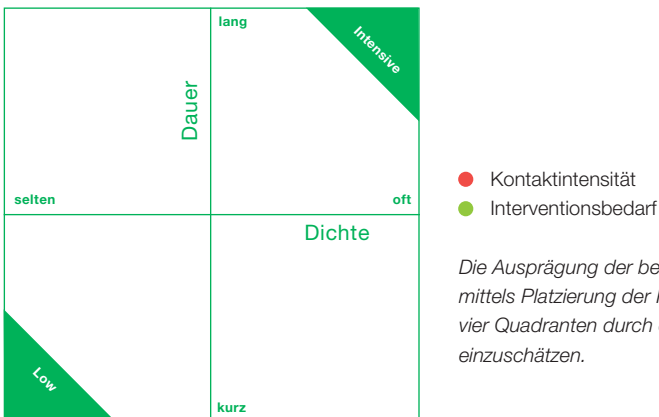 lang
Intensive
Dauer
selten
oft
Dichte
Low
kurz
Kontaktintensität
Interventionsbedarf
Die Ausprägung der
mittels Platzierung der
vier Quadranten durch
einzuschätzen.